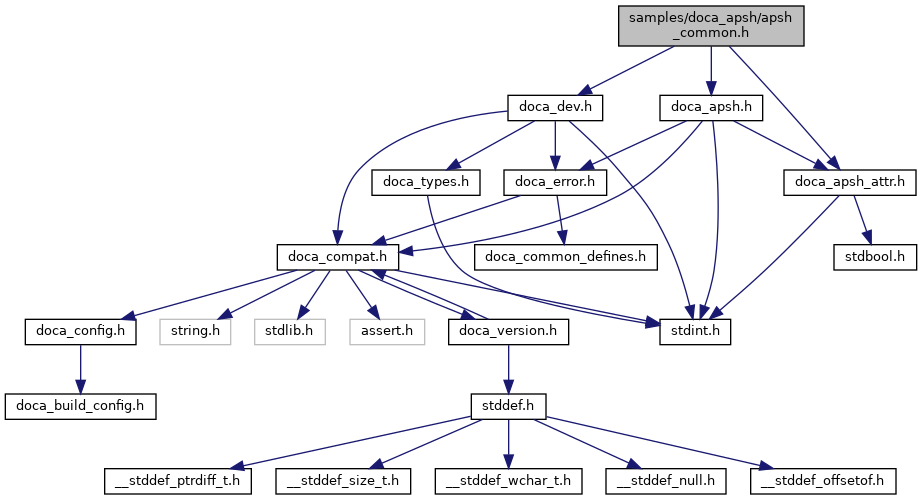 samples/doca_apsh/apsh
_common.h
doca_dev.h
doca_apsh.h
doca_types.h
doca_error.h
doca_apsh_attr.h
doca_compat.h
doca_common_defines.h
stdbool.h
doca_config.h
string.h
stdlib.h
assert.h
doca_version.h
stdint.h
doca_build_config.h
stddef.h
__stddef_ptrdiff_t.h
__stddef_size_t.h
__stddef_wchar_t.h
__stddef_null.h
__stddef_offsetof.h